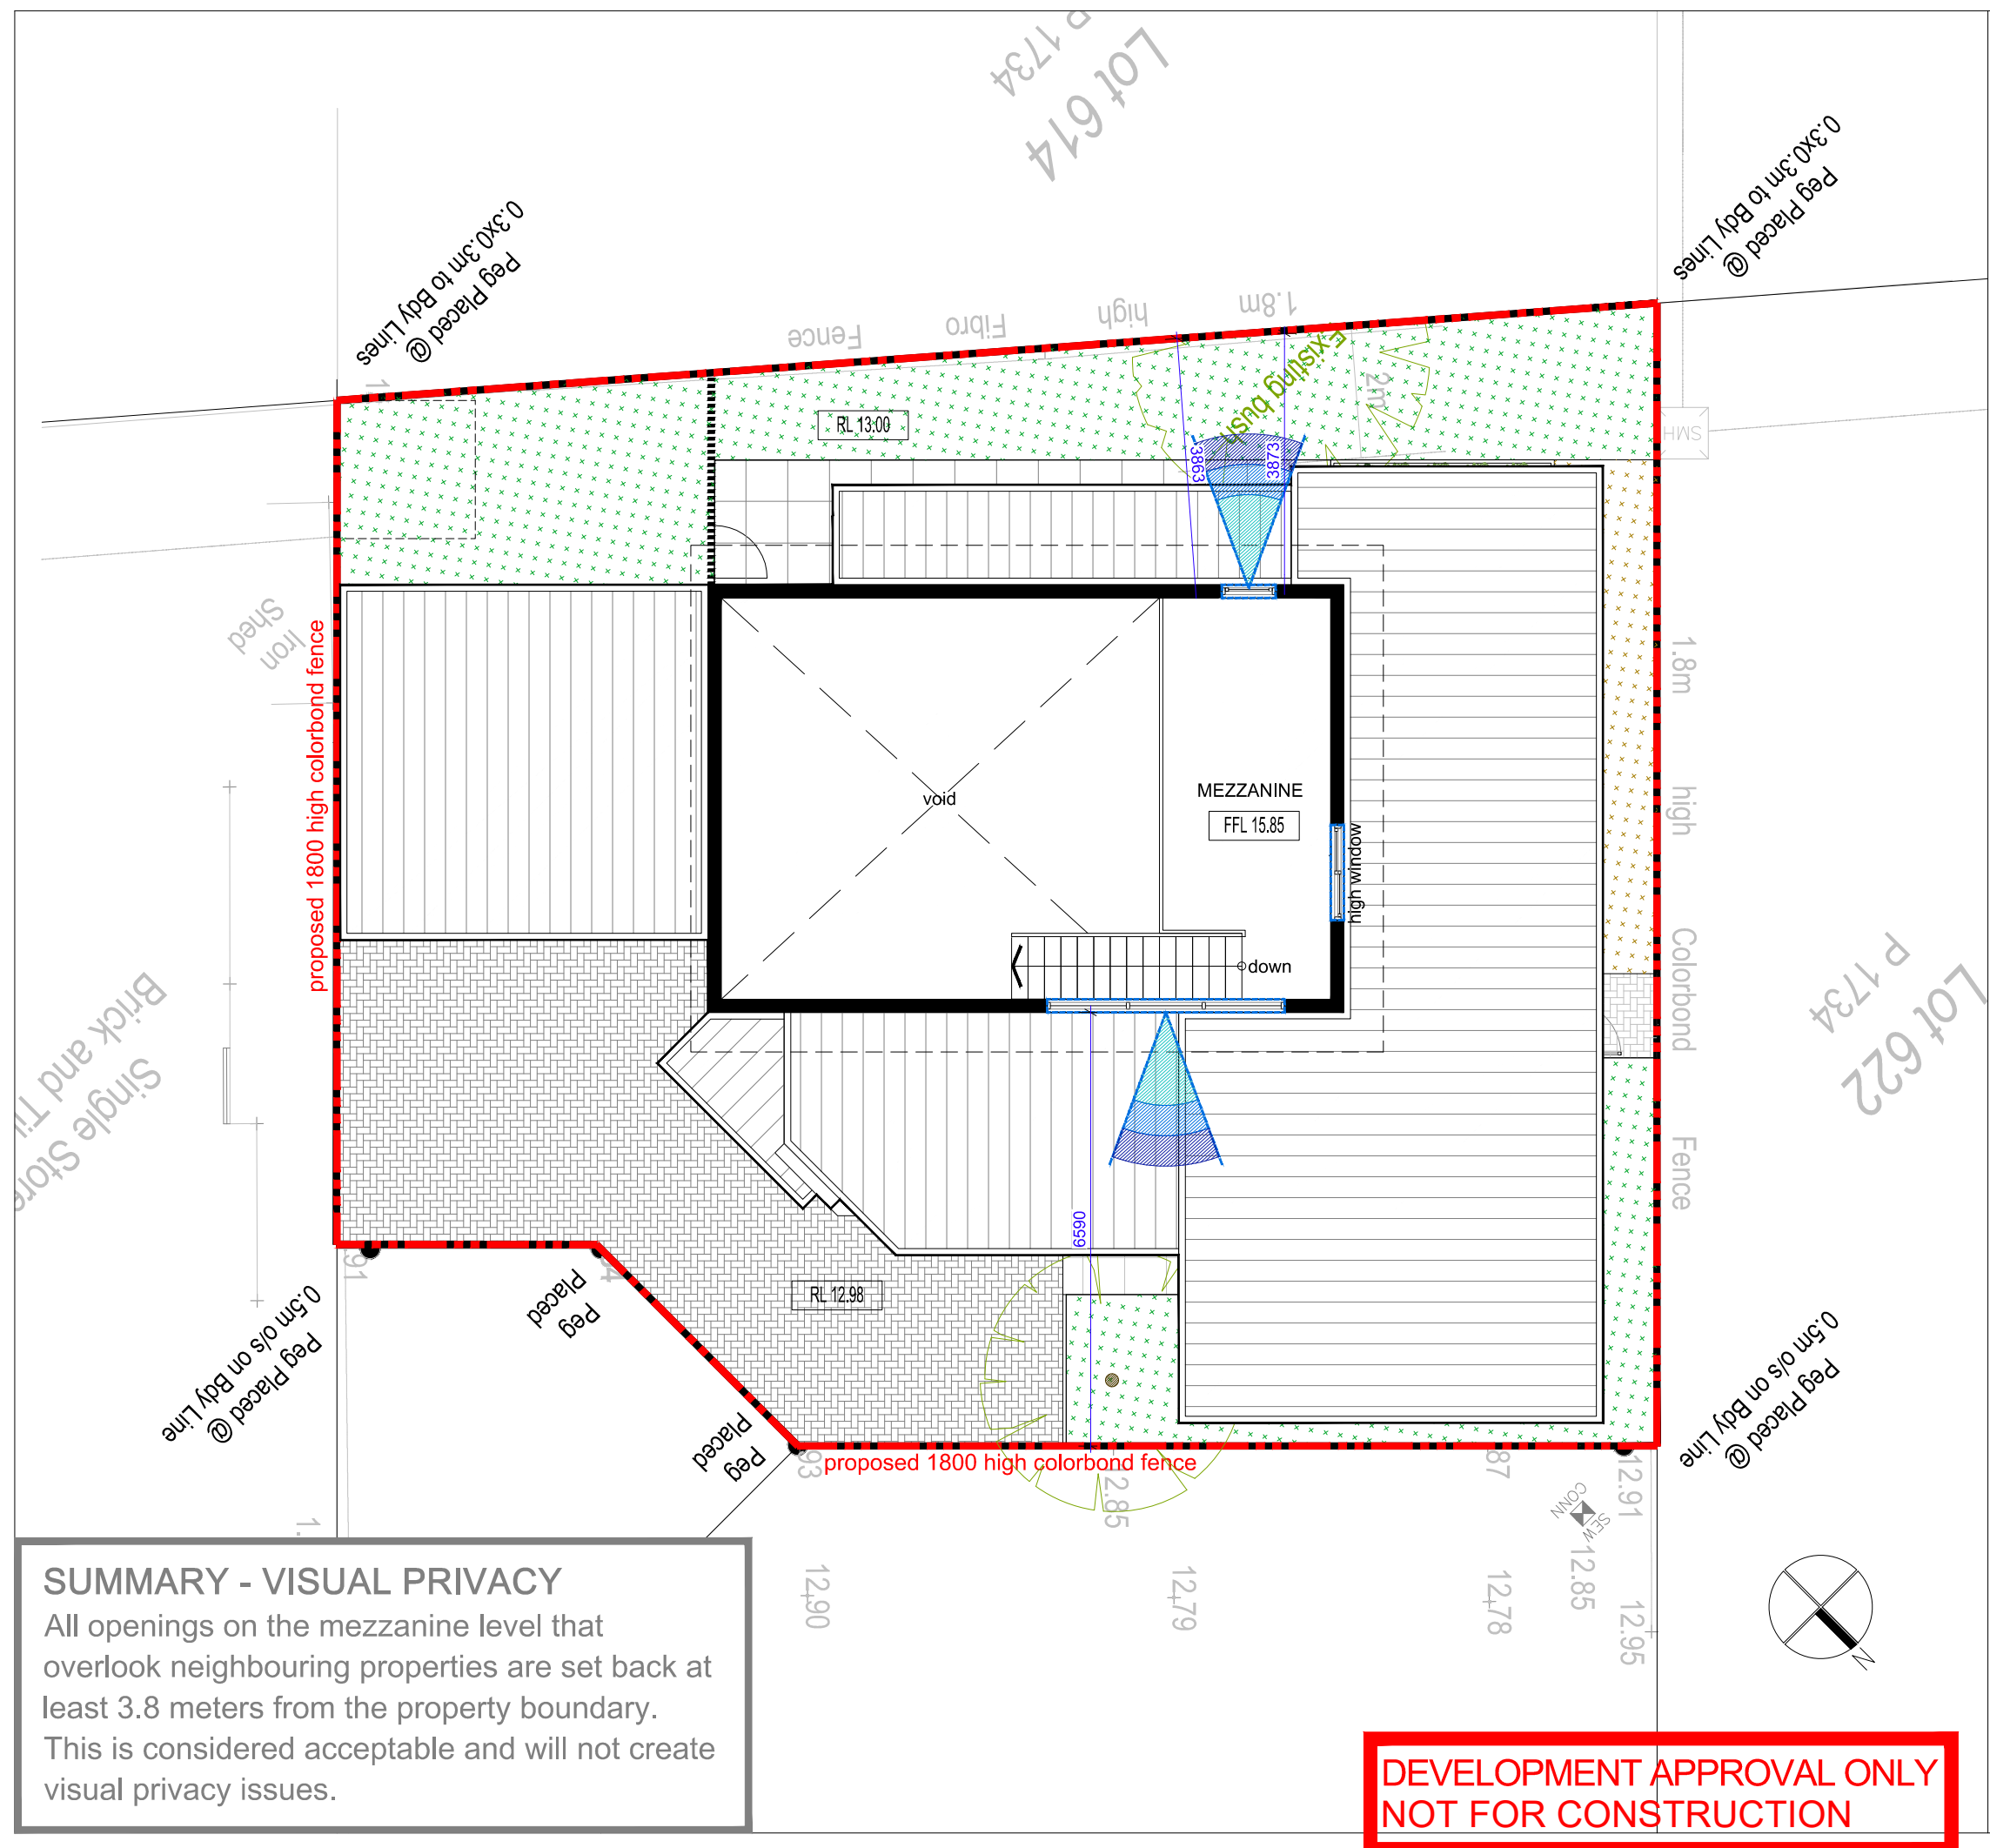 Lot 614
P 1734
0.3x0.3m to Bdy Lines
Peg Placed @
0.3x0.3m to Bdy Lines
Peg Placed @
1.8m
high
Fibro
Fence
Existing bush
2m
RL 13.00
3863
3873
SMH
Iron
Shed
proposed 1800 high colorbond fence
void
MEZZANINE
FFL 15.85
high window
down
1.8m
high
Colorbond
Fence
Lot 622
P 1734
Single
Brick and
6590
RL 12.98
Peg Placed @
0.5m o/s on Bdy Line
Peg
Placed
Peg
Placed
Peg Placed @
0.5m o/s on Bdy Line
proposed 1800 high colorbond fence
91
93
2.85
87
12.91
SEW
CONN
12.85
12.90
12.79
12.78
12.95
N
SUMMARY - VISUAL PRIVACY
All openings on the mezzanine level that
overlook neighbouring properties are set back at
least 3.8 meters from the property boundary.
This is considered acceptable and will not create
visual privacy issues.
DEVELOPMENT APPROVAL ONLY
NOT FOR CONSTRUCTION